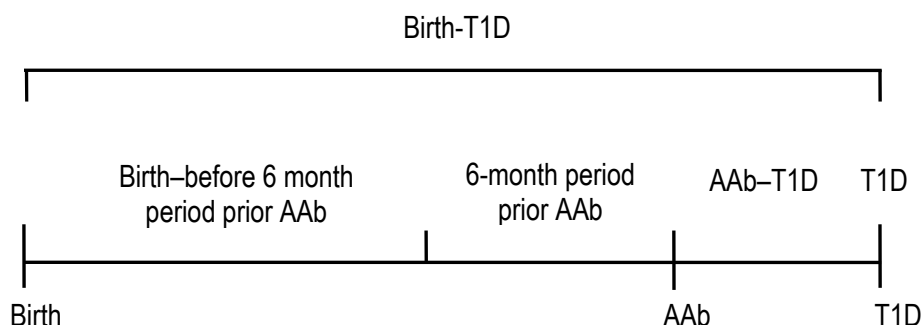 Birth-T1D
Birth–before 6 month
period prior AAb
6-month period
prior AAb
AAb–T1D
T1D
Birth
AAb
T1D